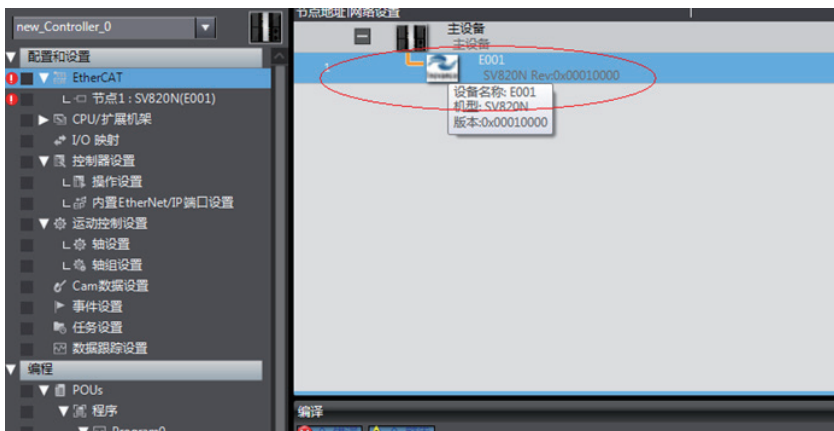 new_Controller_0
配置和设置
EtherCAT
节点1 : SV820N(E001)
CPU/扩展机架
I/O 映射
控制器设置
操作设置
内置EtherNet/IP端口设置
运动控制设置
轴设置
轴组设置
Cam数据设置
事件设置
任务设置
数据跟踪设置
编程
POUs
程序
Program0
节点地址|网络设置
主设备
主设备
1
E001
SV820N Rev:0x00010000
设备名称: E001
机型: SV820N
版本:0x00010000
编译